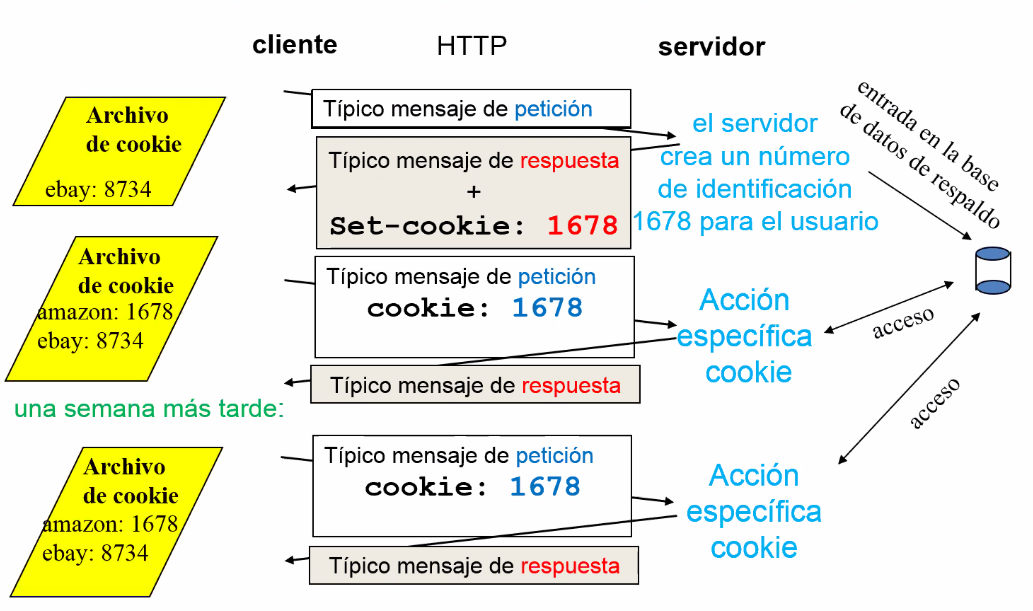 cliente
HTTP
servidor
Archivo
de cookie
ebay: 8734
Típico mensaje de petición
Típico mensaje de respuesta
+
Set-cookie: 1678
el servidor
crea un número
de identificación
1678 para el usuario
entrada en la base
de datos de respaldo
Archivo
de cookie
amazon: 1678
ebay: 8734
Típico mensaje de petición
cookie: 1678
Acción
específica
cookie
acceso
Típico mensaje de respuesta
una semana más tarde:
acceso
Archivo
de cookie
amazon: 1678
ebay: 8734
Típico mensaje de petición
cookie: 1678
Acción
específica
cookie
Típico mensaje de respuesta